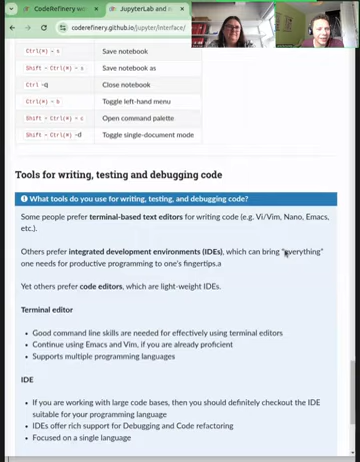 CodeRefinery w
JupyterLab and
coderefinery.github.io/jupyter/interface/
Ctrl(⌘) - s Save notebook
Shift - Ctrl(⌘) - s Save notebook as
Ctrl -q Close notebook
Ctrl(⌘) - b Toggle left-hand menu
Shift - Ctrl(⌘) - c Open command palette
Shift - Ctrl(⌘) -d Toggle single-document mode
Tools for writing, testing and debugging code
What tools do you use for writing, testing, and debugging code?
Some people prefer terminal-based text editors for writing code (e.g. Vi/Vim, Nano, Emacs,
etc.).
Others prefer integrated development environments (IDEs), which can bring "everything"
one needs for productive programming to one's fingertips.a
Yet others prefer code editors, which are light-weight IDEs.
Terminal editor
Good command line skills are needed for effectively using terminal editors
Continue using Emacs and Vim, if you are already proficient
Supports multiple programming languages
IDE
If you are working with large code bases, then you should definitely checkout the IDE
suitable for your programming language
IDEs offer rich support for Debugging and Code refactoring
Focused on a single language